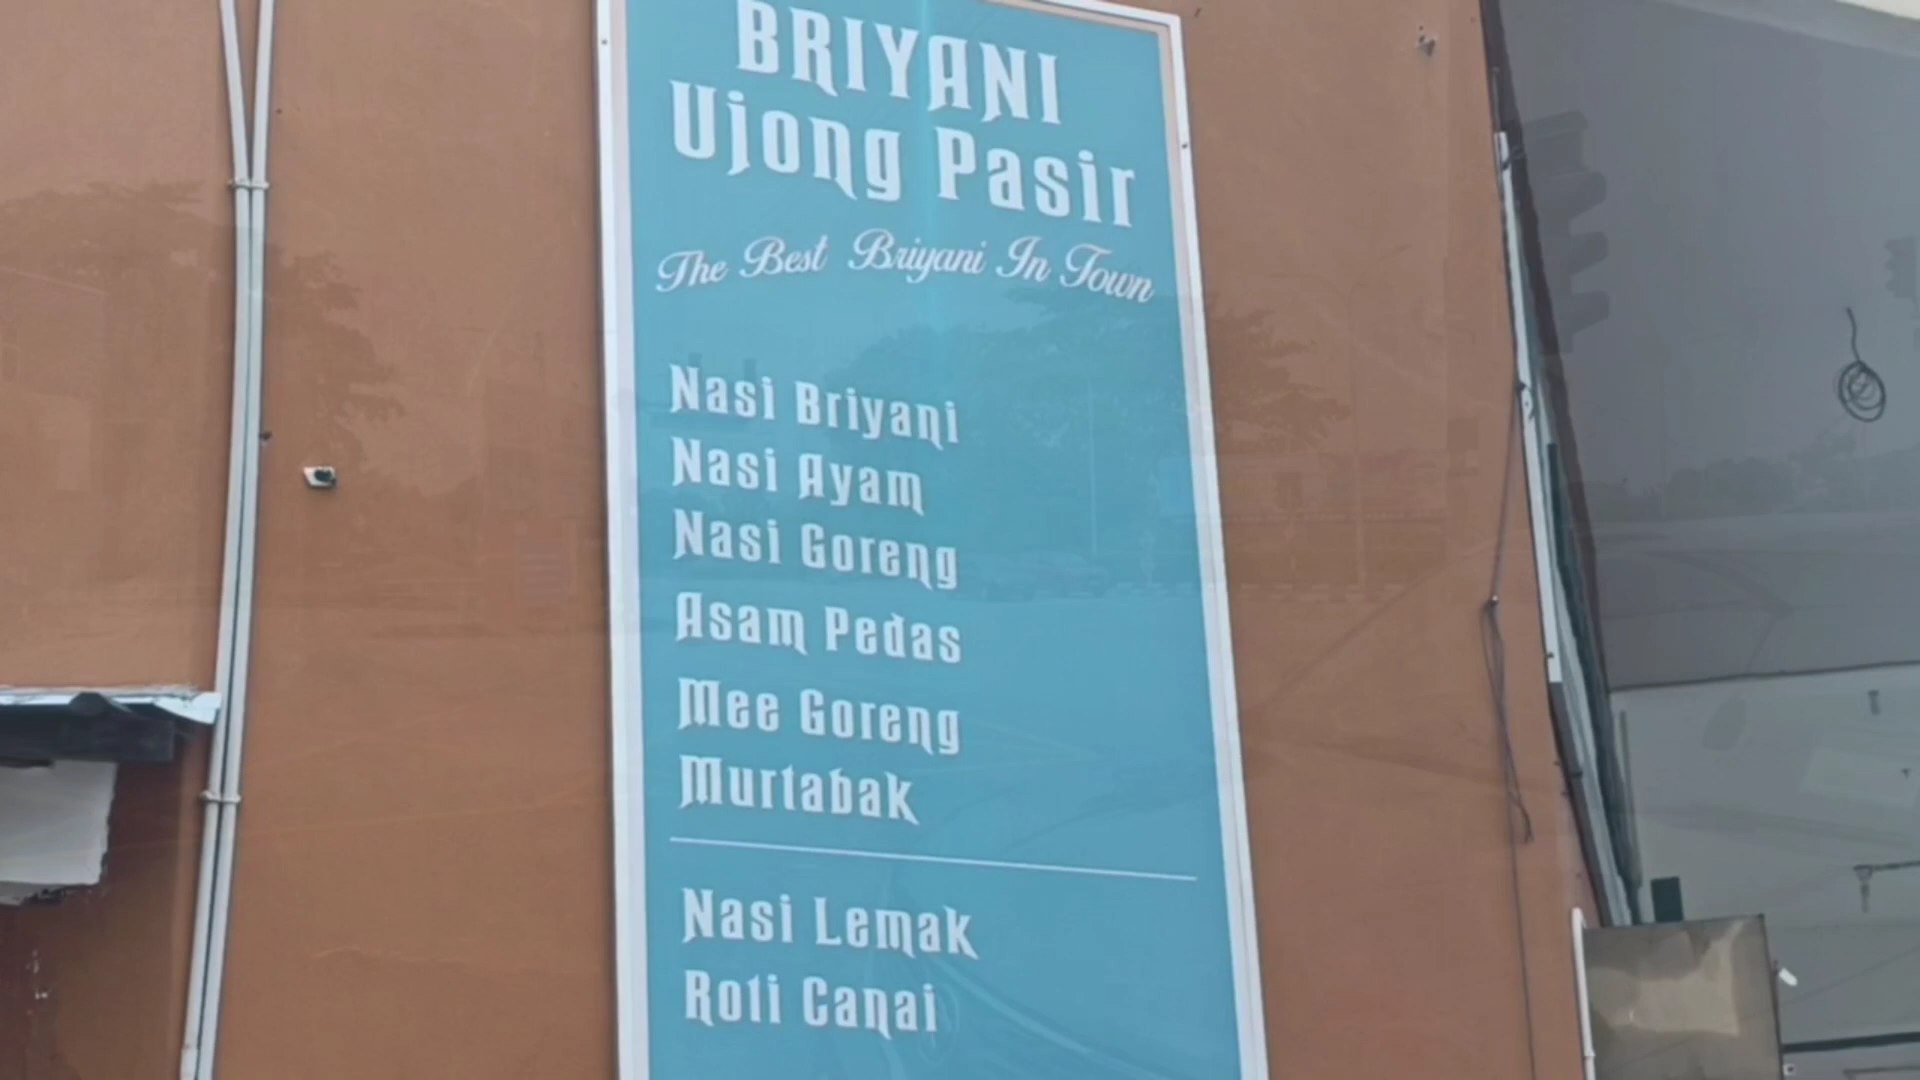 BRIYANI
Ujong Pasir
The Best Briyani In Town
Nasi Briyani
Nasi Ayam
Nasi Goreng
Asam Pedas
Mee Goreng
Murtabak
Nasi Lemak
Roti Canai